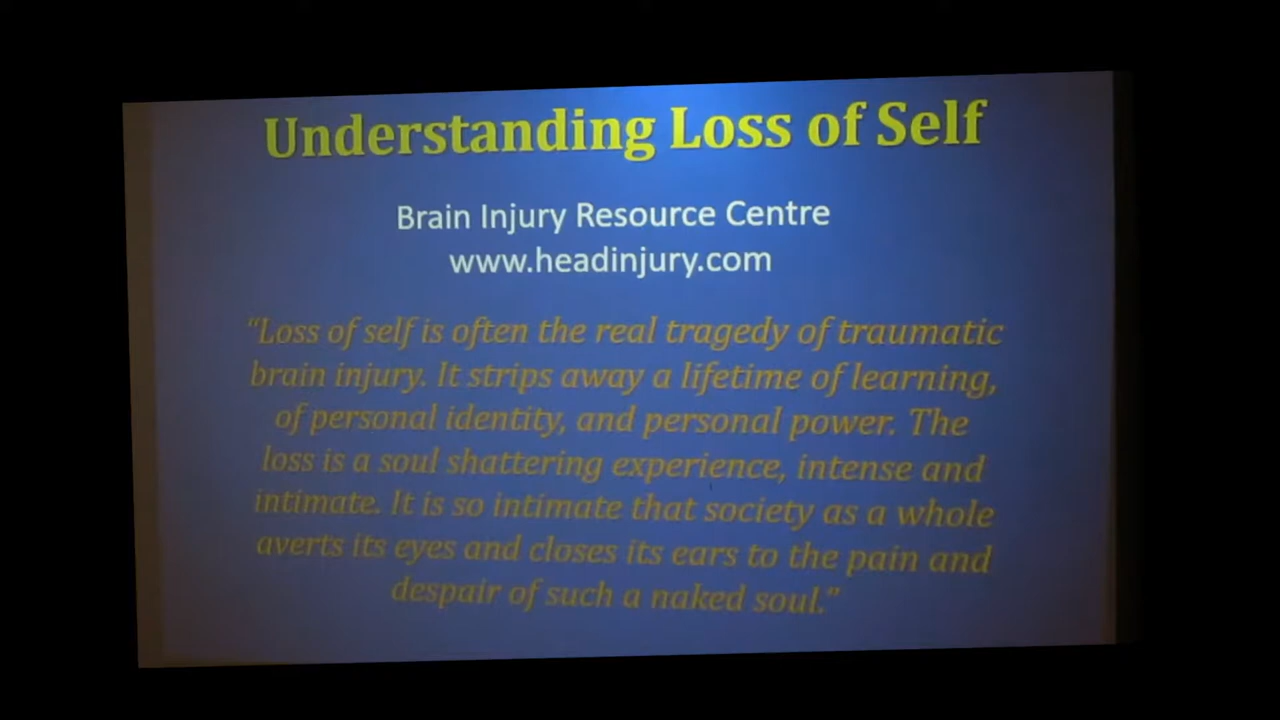 Understanding Loss of Self
Brain Injury Resource Centre
www.headinjury.com
“Loss of self is often the real tragedy of traumatic
brain injury. It strips away a lifetime of learning,
of personal identity, and personal power. The
loss is a soul shattering experience, intense and
intimate. It is so intimate that society as a whole
averts its eyes and closes its ears to the pain and
despair of such a naked soul.”